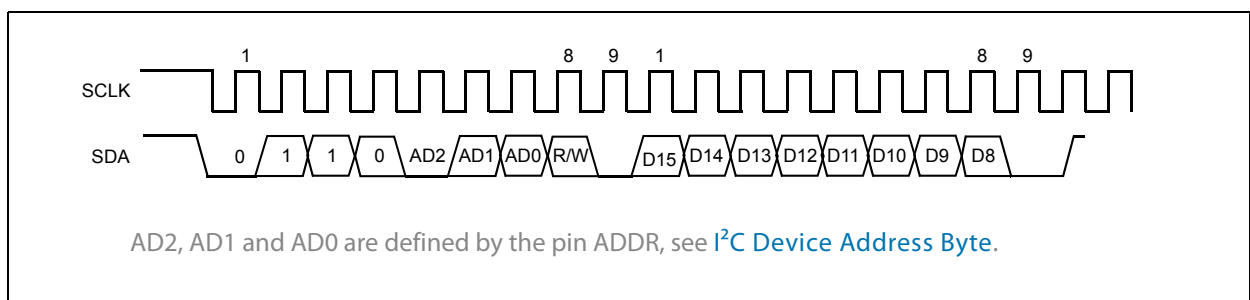 1 8 9 1 8 9
SCLK
SDA 0 1 1 0 AD2 AD1 AD0 R/W D15 D14 D13 D12 D11 D10 D9 D8
AD2, AD1 and AD0 are defined by the pin ADDR, see I²C Device Address Byte.